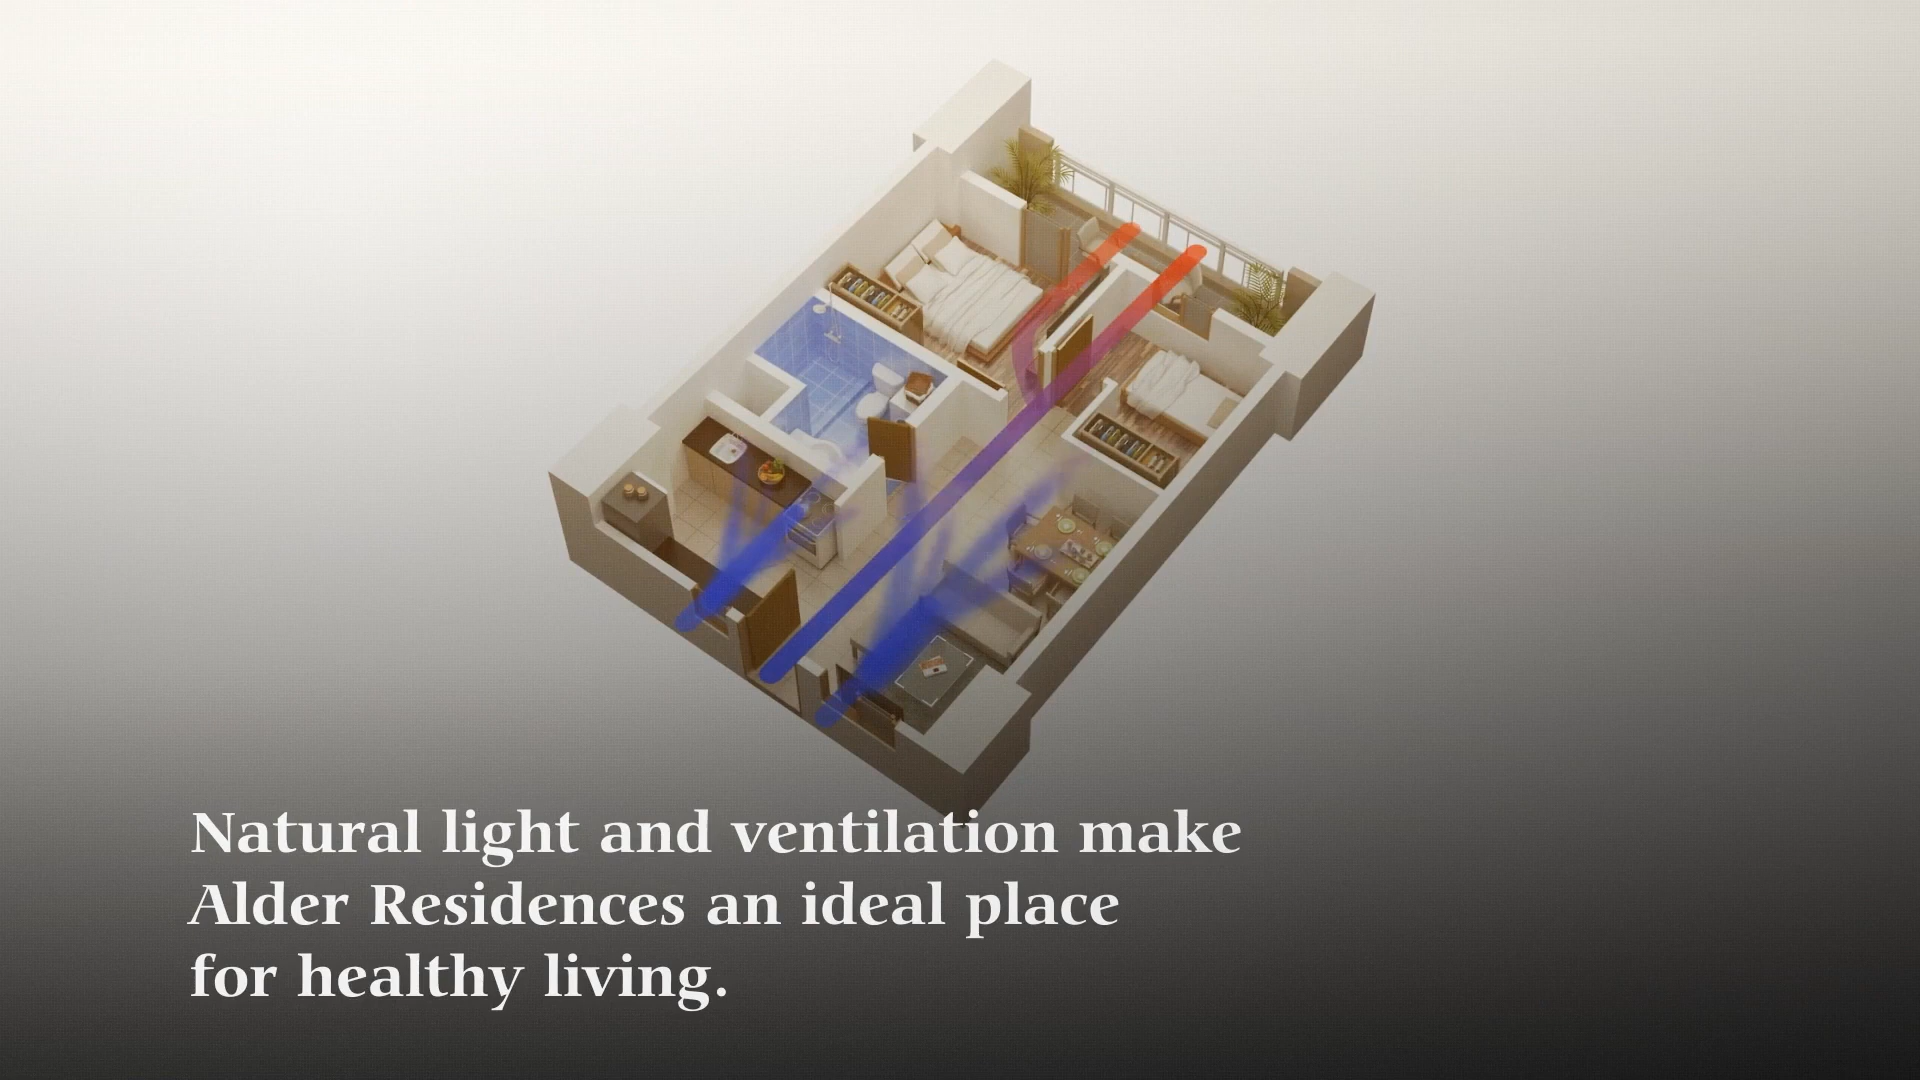 Natural light and ventilation make
Alder Residences an ideal place
for healthy living.